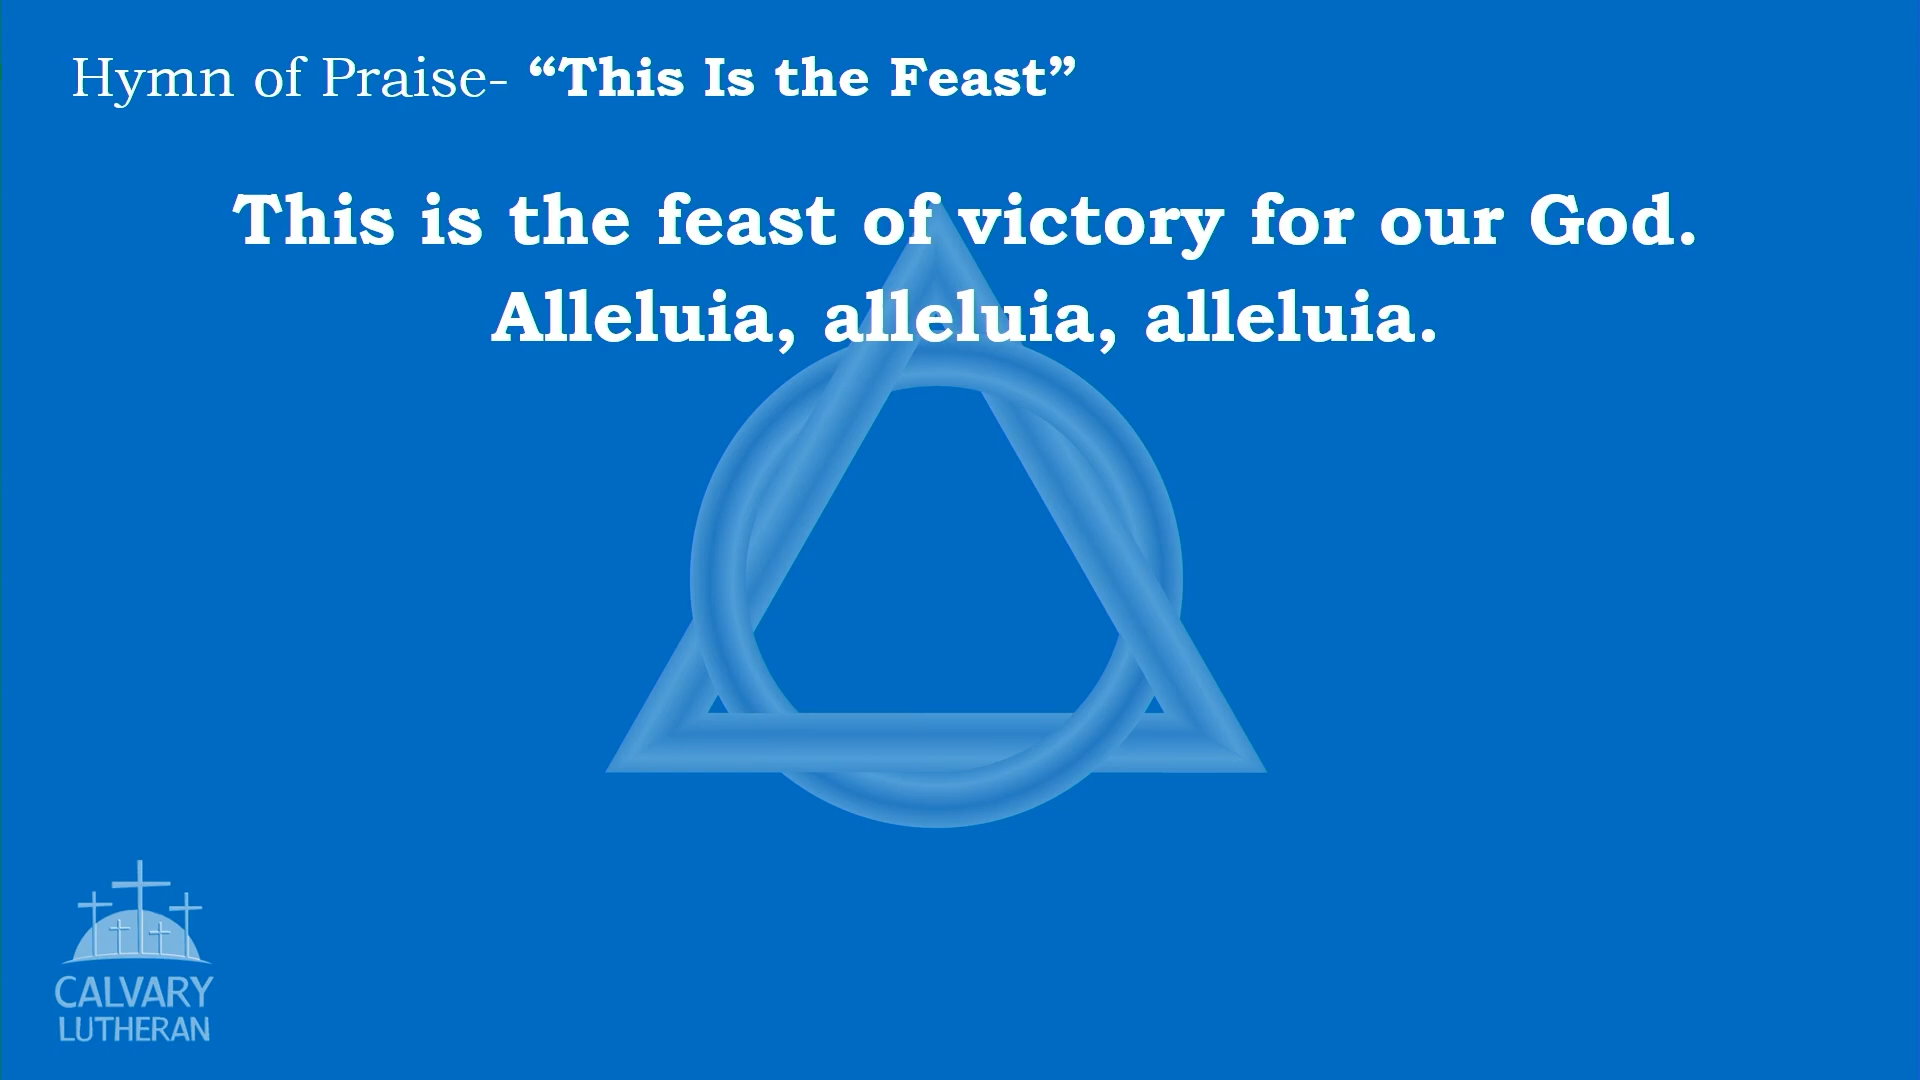 Hymn of Praise- “This Is the Feast”
This is the feast of victory for our God.
Alleluia, alleluia, alleluia.
CALVARY
LUTHERAN